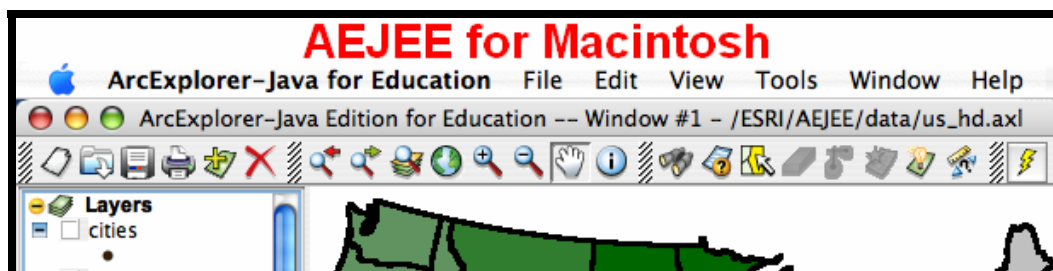 AEJEE for Macintosh
ArcExplorer-Java for Education File Edit View Tools Window Help
ArcExplorer-Java Edition for Education -- Window #1 - /ESRI/AEJEE/data/us_hd.axl
Layers
cities